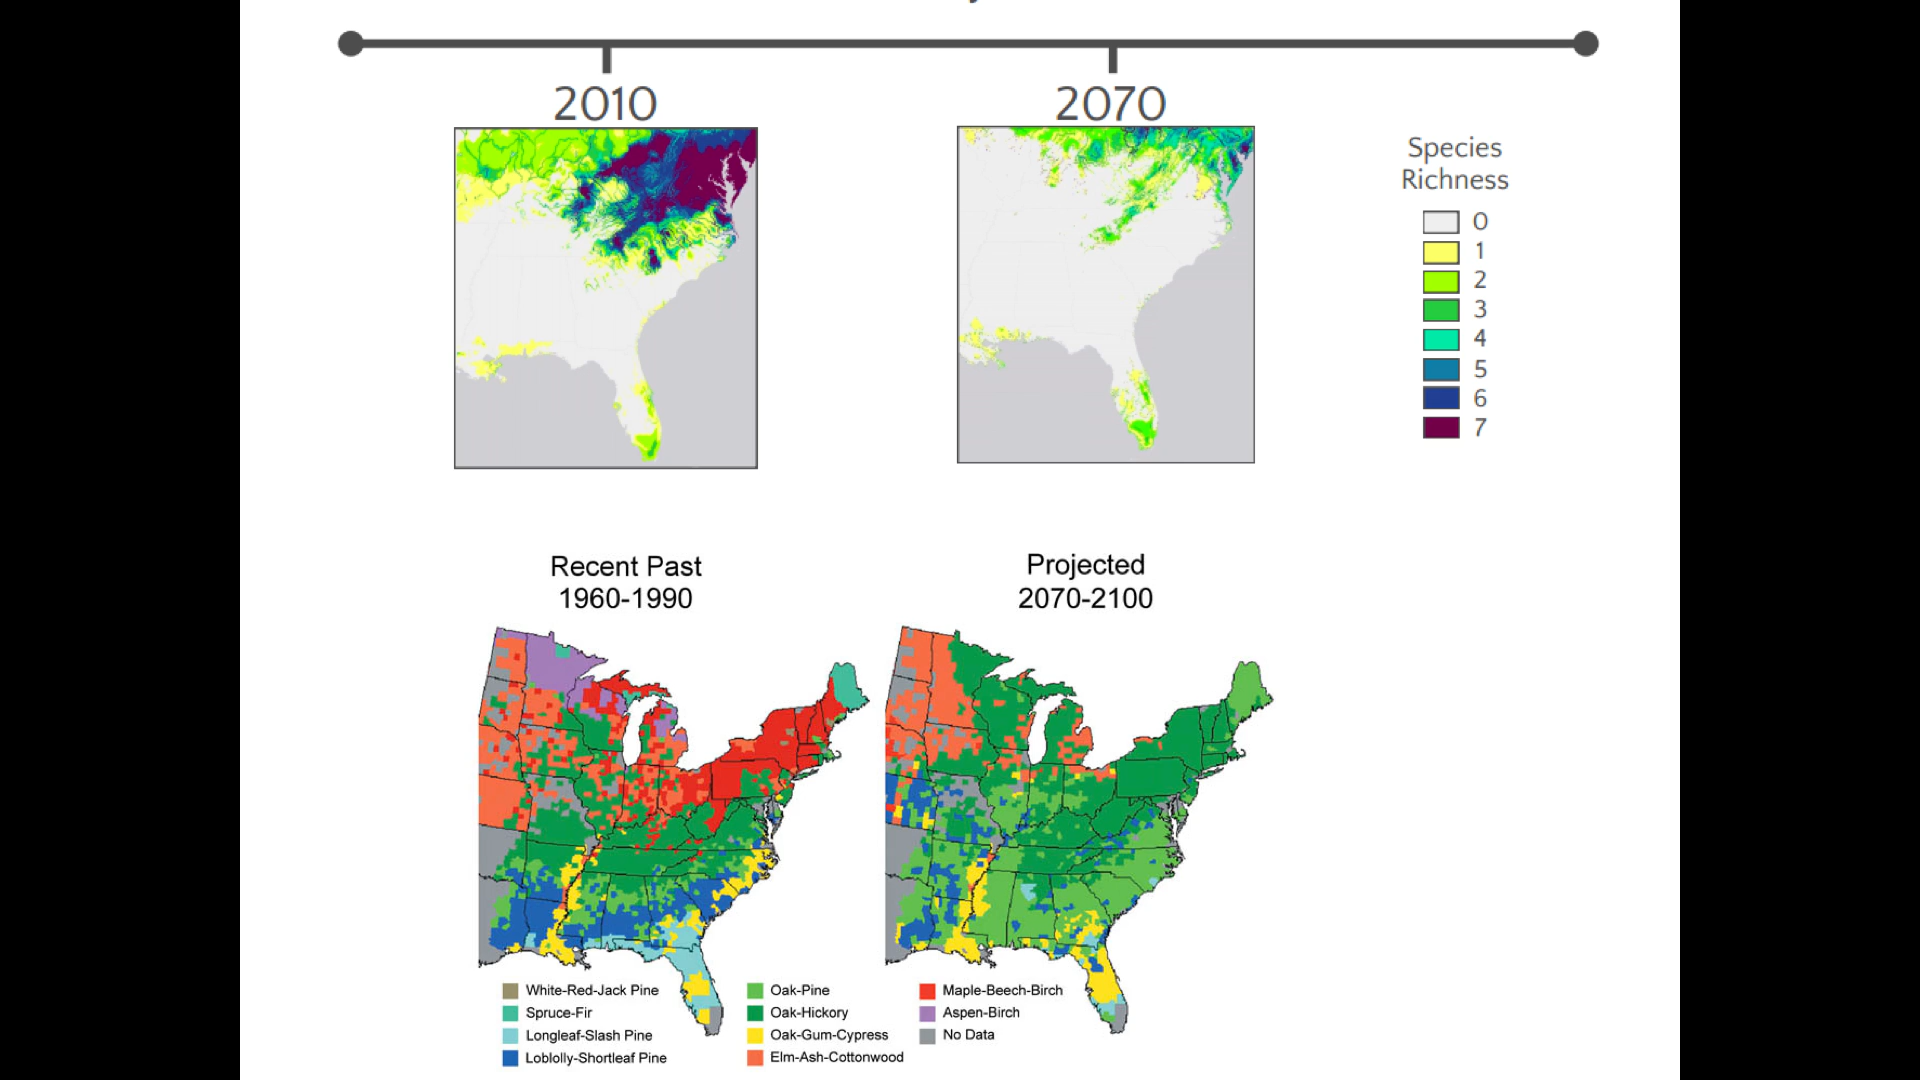 2010
2070
Species
Richness
0
1
2
3
4
5
6
7
Recent Past
1960-1990
Projected
2070-2100
White-Red-Jack Pine
Spruce-Fir
Longleaf-Slash Pine
Loblolly-Shortleaf Pine
Oak-Pine
Oak-Hickory
Oak-Gum-Cypress
Elm-Ash-Cottonwood
Maple-Beech-Birch
Aspen-Birch
No Data